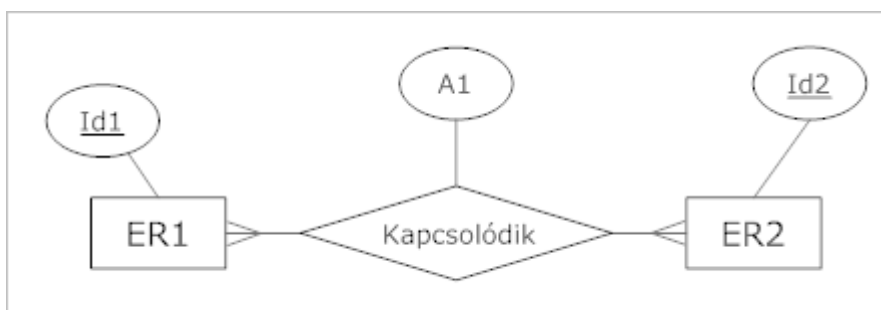 A1
Id1
Id2
ER1
Kapcsolódik
ER2